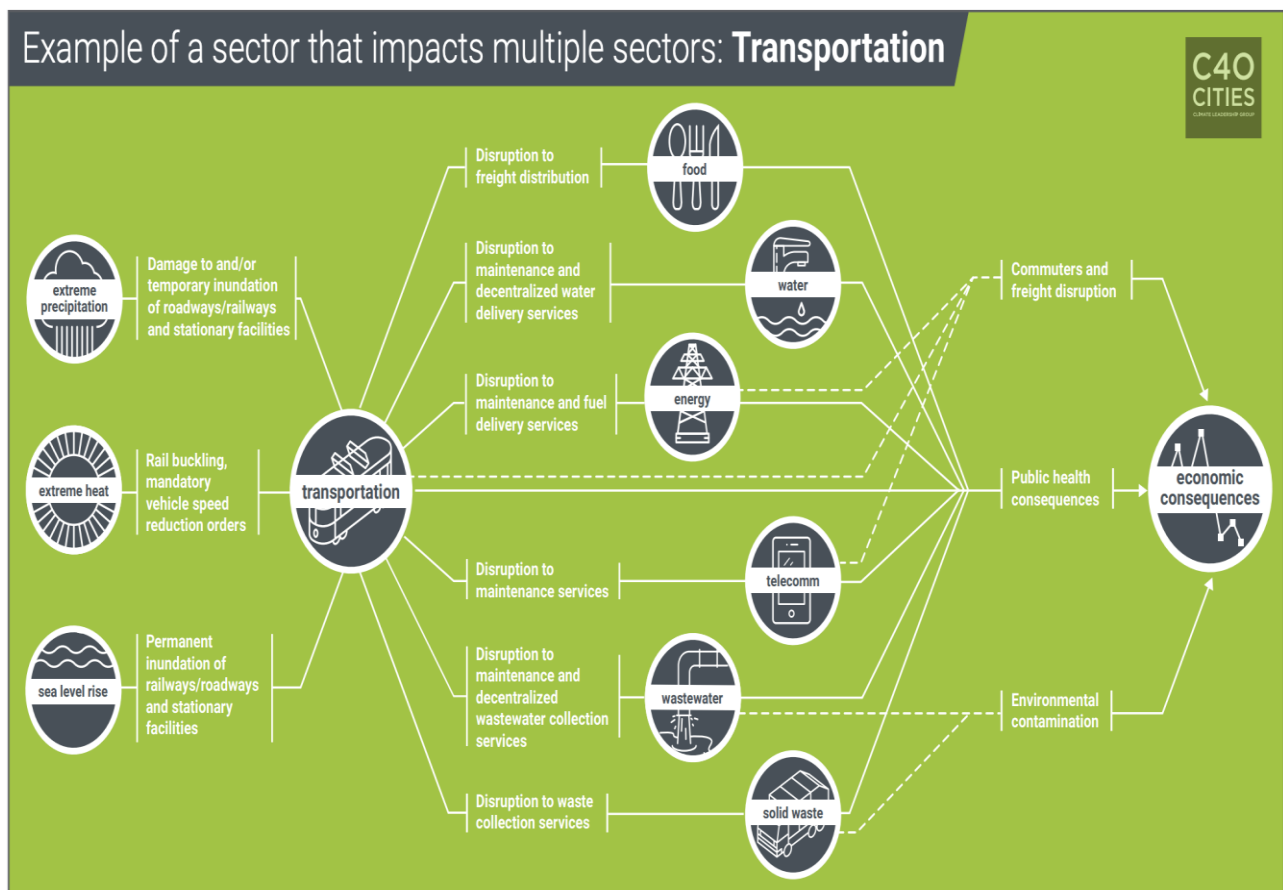 Example of a sector that impacts multiple sectors: Transportation
C40
CITIES
CLIMATE LEADERSHIP GROUP
extreme
precipitation
Damage to and/or
temporary inundation
of roadways/railways
and stationary facilities
extreme heat
Rail buckling,
mandatory
vehicle speed
reduction orders
sea level rise
Permanent
inundation of
railways/roadways
and stationary
facilities
transportation
Disruption to
freight distribution
food
Disruption to
maintenance and
decentralized water
delivery services
water
Disruption to
maintenance and fuel
delivery services
energy
Disruption to
maintenance services
telecomm
Disruption to
maintenance and
decentralized
wastewater collection
services
wastewater
Disruption to waste
collection services
solid waste
Commuters and
freight disruption
Public health
consequences
Environmental
contamination
economic
consequences